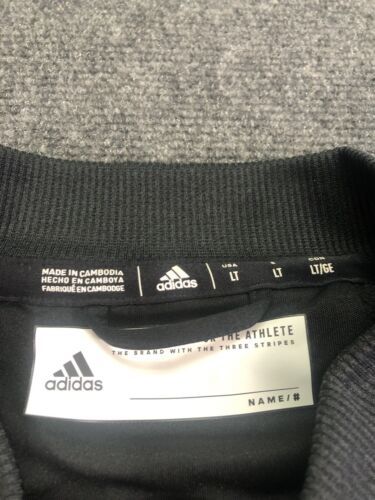 MADE IN CAMBODIA
HECHO EN CAMBOYA
FABRIQUÉ EN CAMBODGE
adidas
USA
LT
LT
CDN
LT/GE
THE ATHLETE
THE BRAND WITH THE THREE STRIPES
adidas
NAME/#